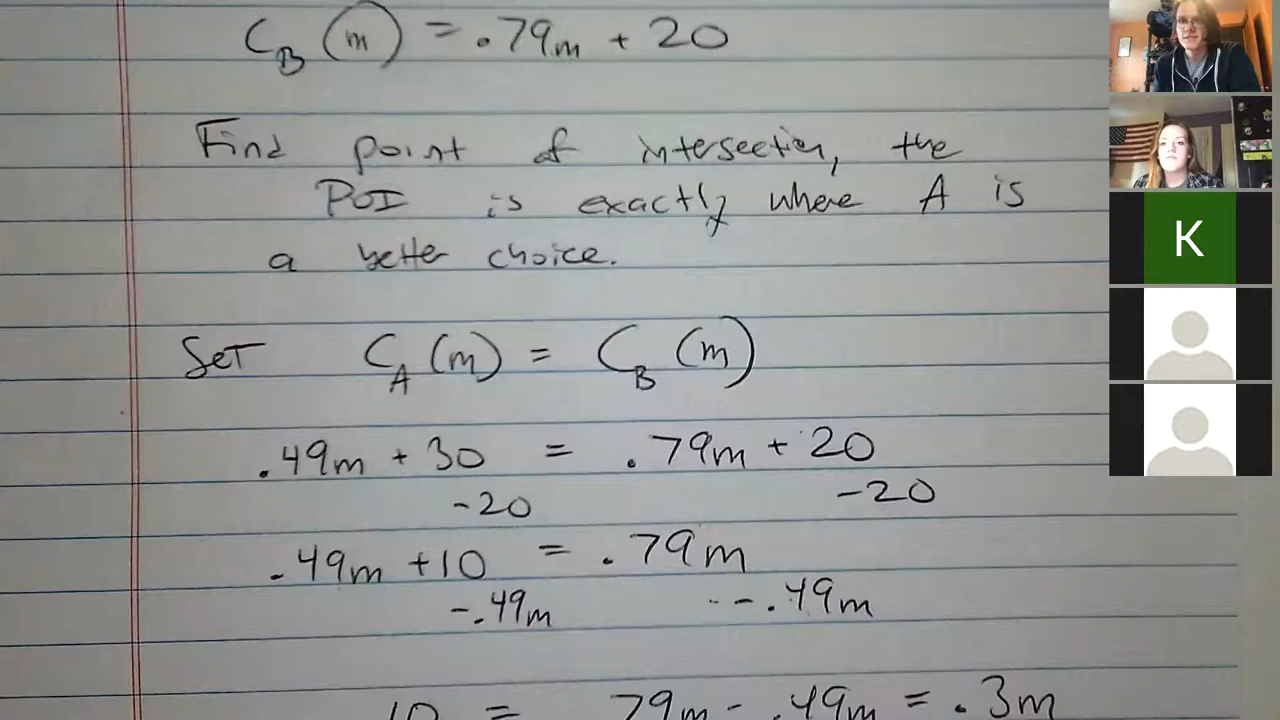 C_B (m) = .79m + 20
Find point of intersection, the
POI is exactly where A is
a better choice.
Set C_A (m) = C_B (m)
.49m + 30 = .79m + 20
-20 -20
.49m +10 = .79m
-.49m --.49m
10 = .79m - .49m = .3m
K